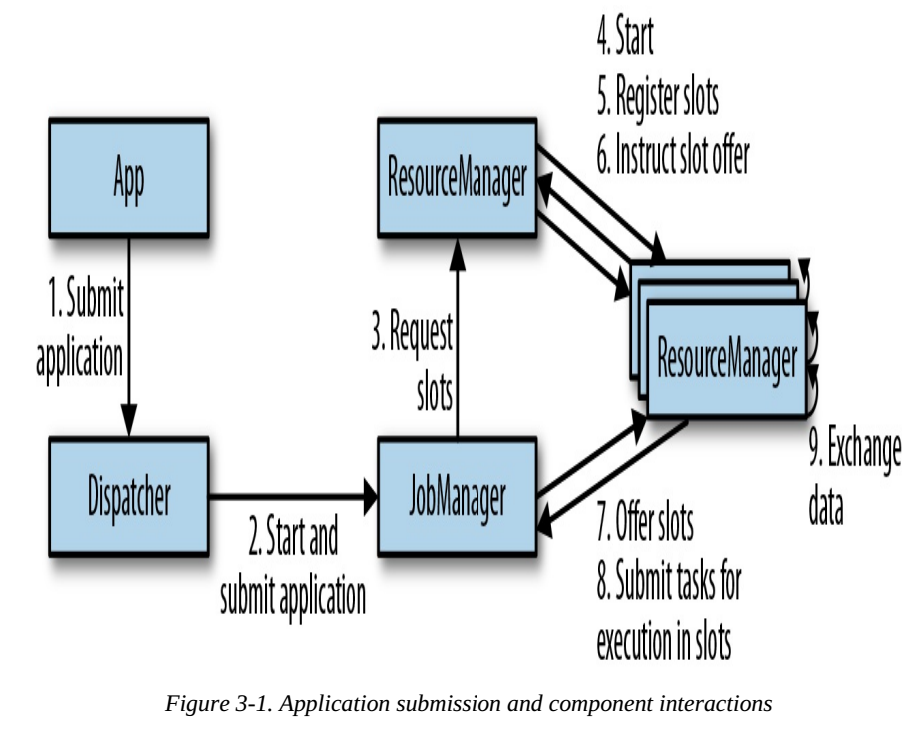 4. Start
5. Register slots
6. Instruct slot offer
App
ResourceManager
1. Submit
application
3. Request
slots
ResourceManager
9. Exchange
data
Dispatcher
2. Start and
submit application
JobManager
7. Offer slots
8. Submit tasks for
execution in slots
Figure 3-1. Application submission and component interactions